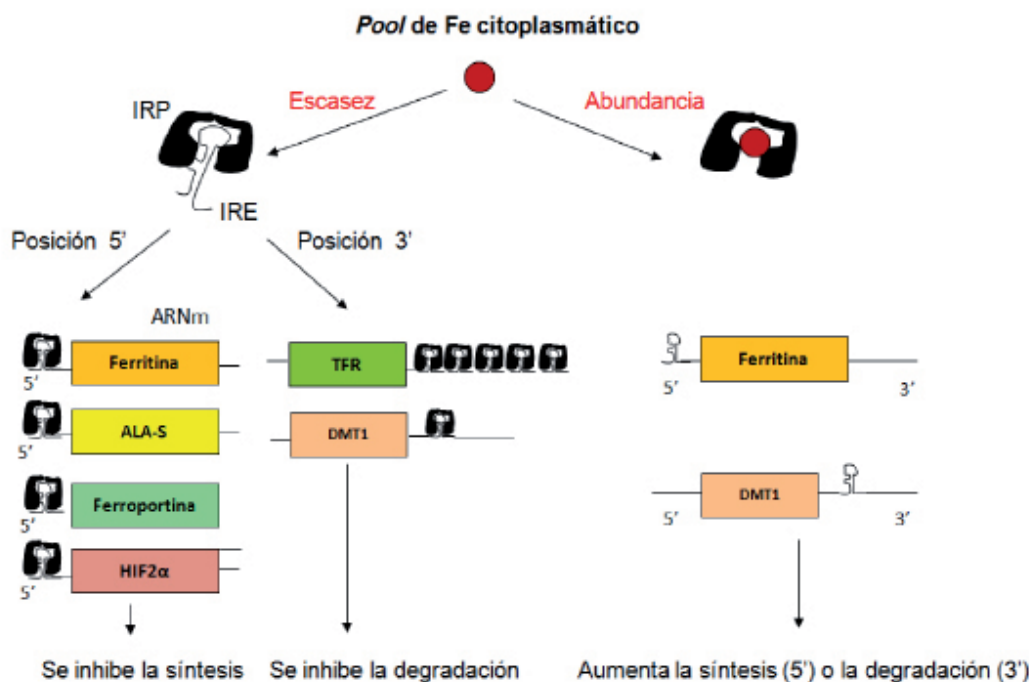 Pool de Fe citoplasmático
Escasez
Abundancia
IRP
IRE
Posición 5’
Posición 3’
ARNm
Ferritina
5’
ALA-S
5’
Ferroportina
5’
HIF2α
5’
TFR
DMT1
Ferritina
5’
3’
DMT1
5’
3’
Se inhibe la síntesis
Se inhibe la degradación
Aumenta la síntesis (5’) o la degradación (3’)